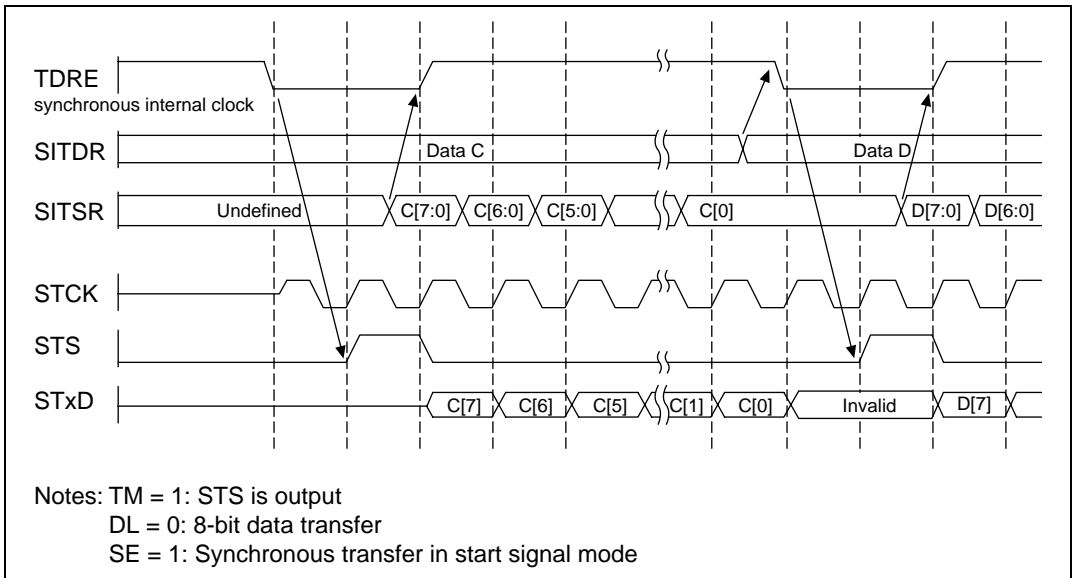 TDRE
synchronous internal clock
SITDR
Data C
Data D
SITSR
Undefined
C[7:0]
C[6:0]
C[5:0]
C[0]
D[7:0]
D[6:0]
STCK
STS
STxD
C[7]
C[6]
C[5]
C[1]
C[0]
Invalid
D[7]
Notes: TM = 1: STS is output
DL = 0: 8-bit data transfer
SE = 1: Synchronous transfer in start signal mode